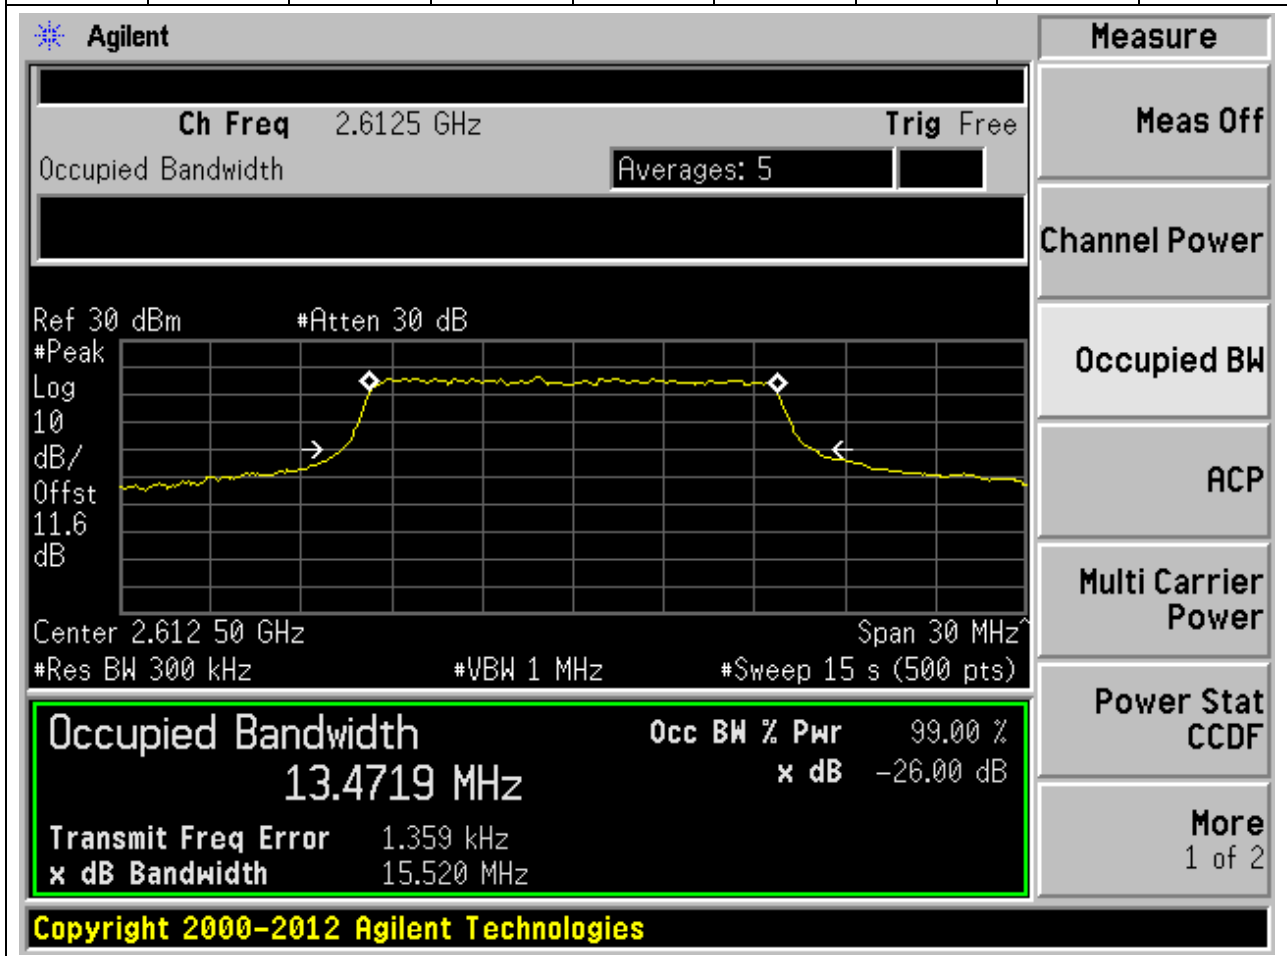 Agilent
Measure
Ch Freq 2.6125 GHz
Trig Free
Meas Off
Occupied Bandwidth
Averages: 5
Channel Power
Ref 30 dBm
#Atten 30 dB
#Peak
Log
10
dB/
Offst
11.6
dB
Occupied BW
ACP
Center 2.612 50 GHz
Span 30 MHz^
#Res BW 300 kHz
#VBW 1 MHz
#Sweep 15 s (500 pts)
Multi Carrier
Power
Occupied Bandwidth
13.4719 MHz
Occ BW % Pwr 99.00 %
x dB -26.00 dB
Transmit Freq Error 1.359 kHz
x dB Bandwidth 15.520 MHz
Power Stat
CCDF
More
1 of 2
Copyright 2000-2012 Agilent Technologies